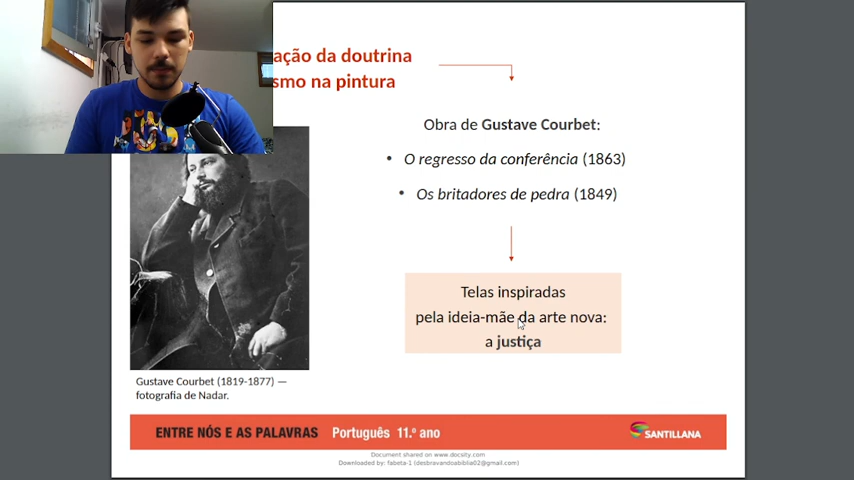 ação da doutrina
smo na pintura
Obra de Gustave Courbet:
• O regresso da conferência (1863)
• Os britadores de pedra (1849)
Telas inspiradas
pela ideia-mãe da arte nova:
a justiça
Gustave Courbet (1819-1877) —
fotografia de Nadar.
ENTRE NÓS E AS PALAVRAS Português 11.º ano
SANTILLANA
Document shared on www.docsity.com
Downloaded by: fabeta-1 (desbravandoabiblia02@gmail.com)